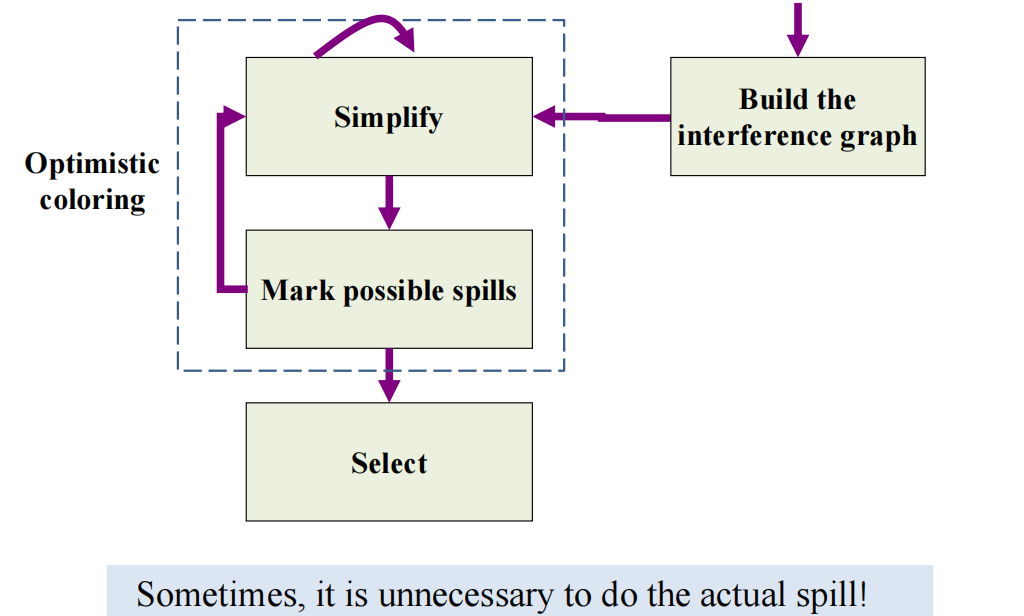 Simplify
Build the
interference graph
Optimistic
coloring
Mark possible spills
Select
Sometimes, it is unnecessary to do the actual spill!